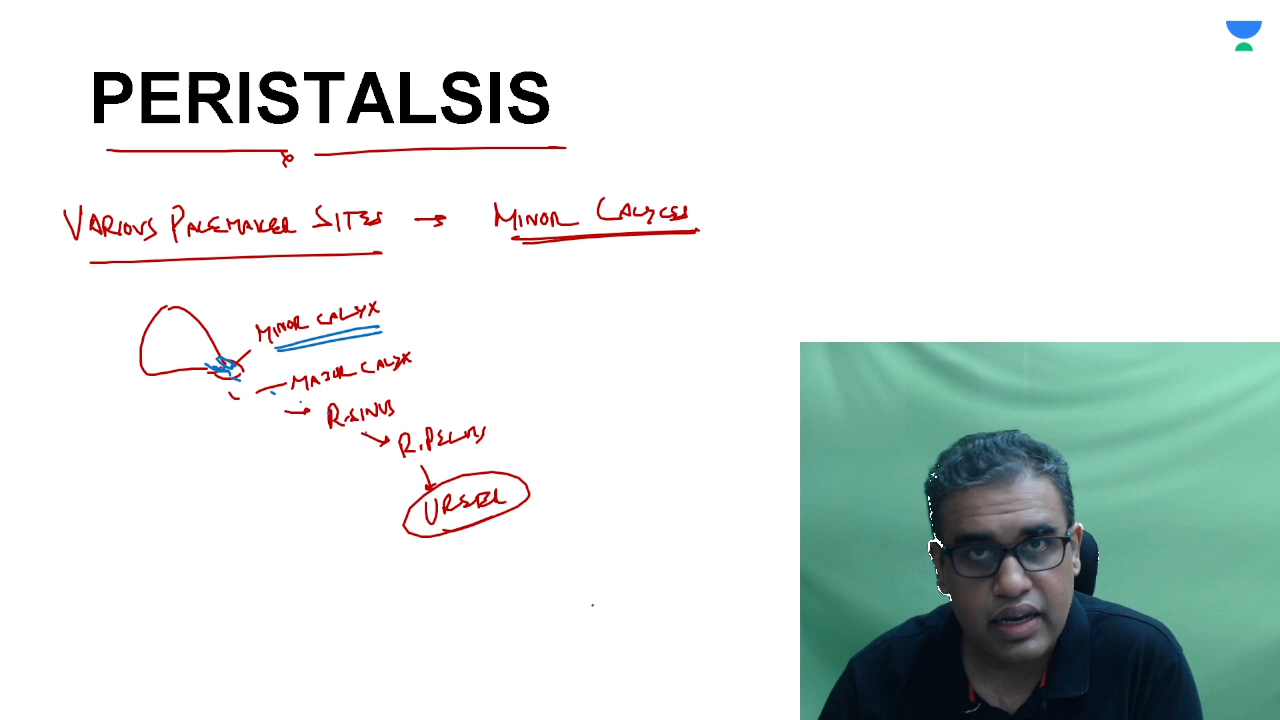 PERISTALSIS
VARIOUS PACEMAKER SITES → MINOR CALYCES
MINOR CALYX
MAJOR CALYX
R.SINUS
R.PELVIS
URETER